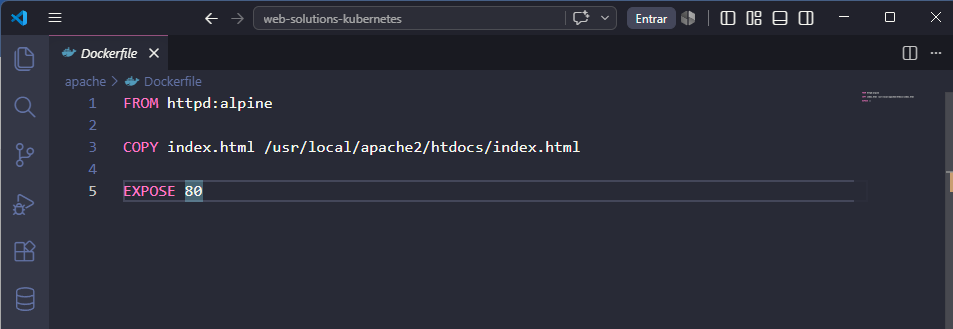 web-solutions-kubernetes
Entrar
Dockerfile
apache > Dockerfile
1 FROM httpd:alpine
2
3 COPY index.html /usr/local/apache2/htdocs/index.html
4
5 EXPOSE 80